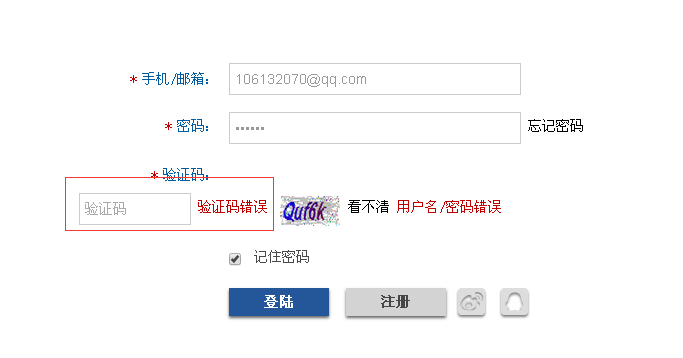 * 手机/邮箱: 106132070@qq.com
* 密码: •••••• 忘记密码
* 验证码:
验证码 验证码错误 Quf6k 看不清 用户名/密码错误
记住密码
登陆 注册